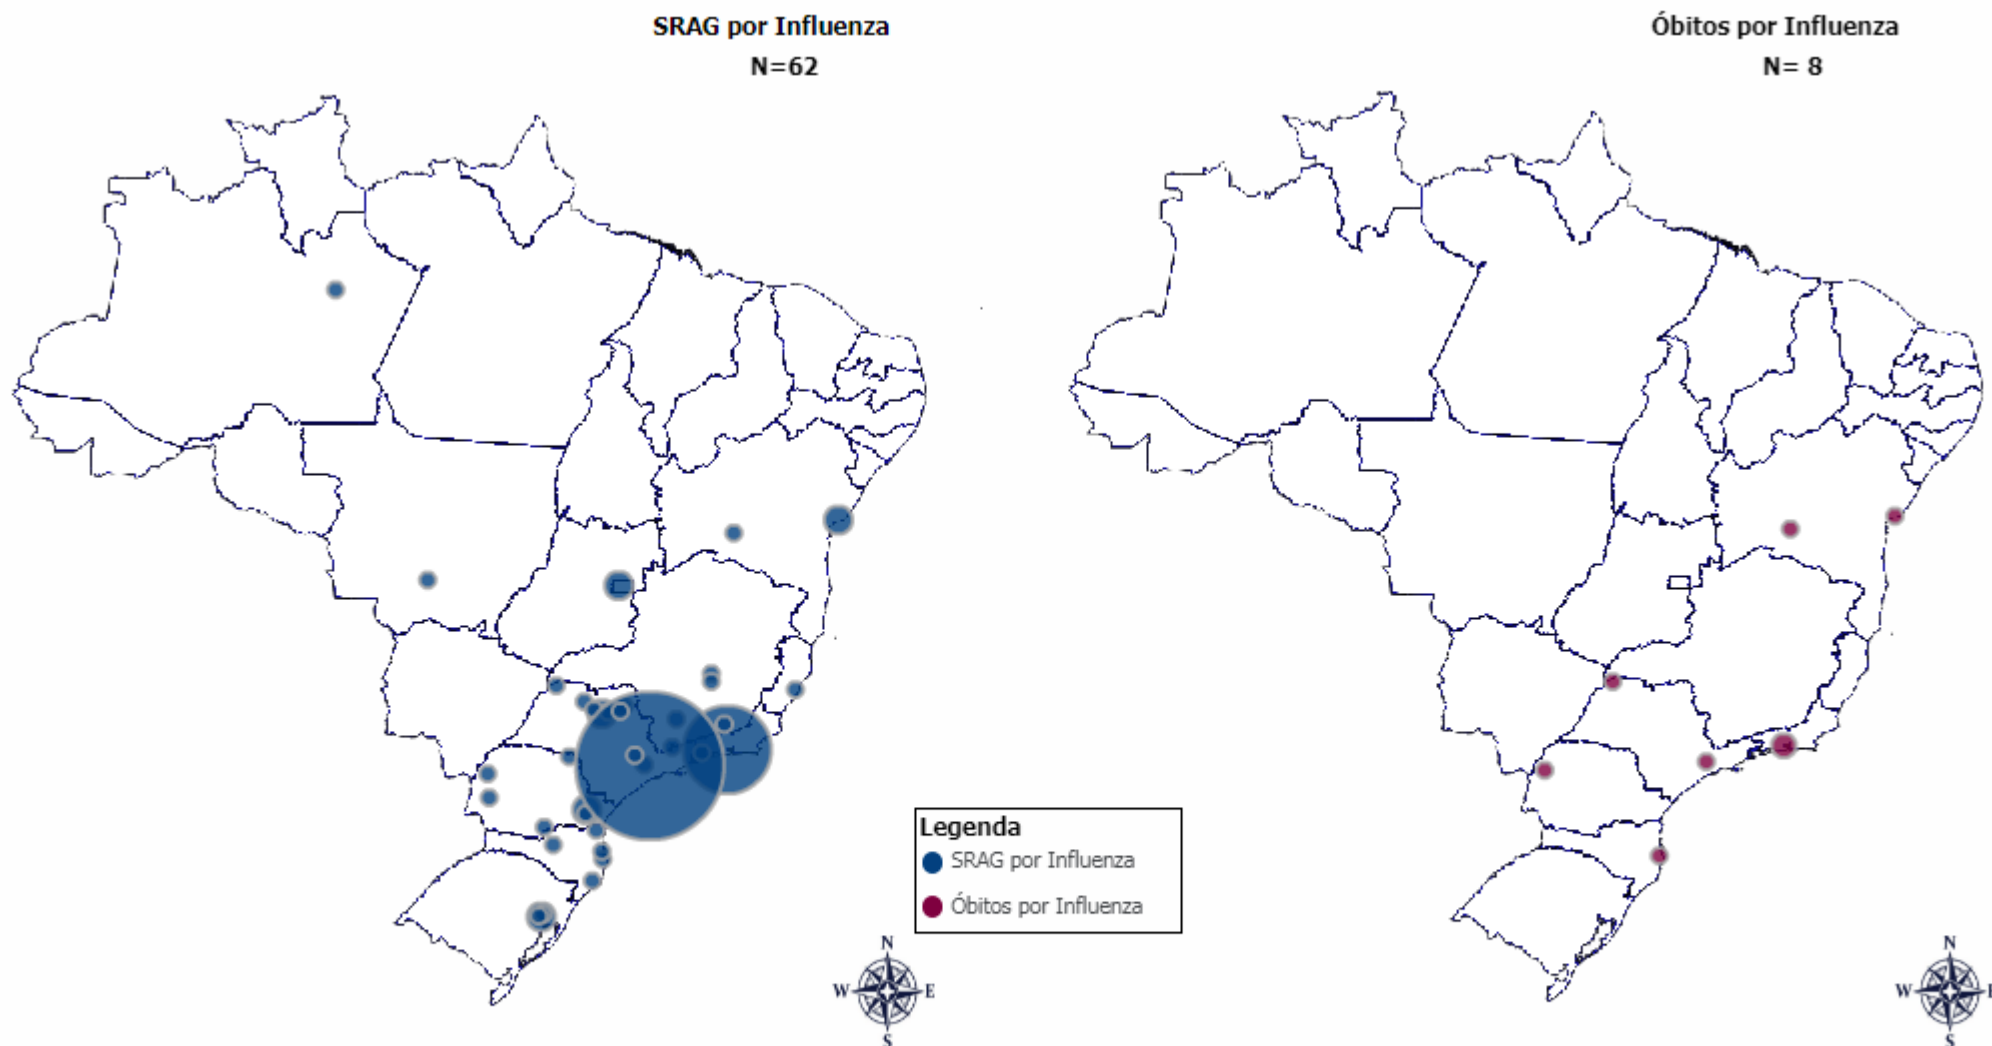 SRAG por Influenza
N=62
Óbitos por Influenza
N= 8
Legenda
SRAG por Influenza
Óbitos por Influenza
N
W E
S
N
W E
S